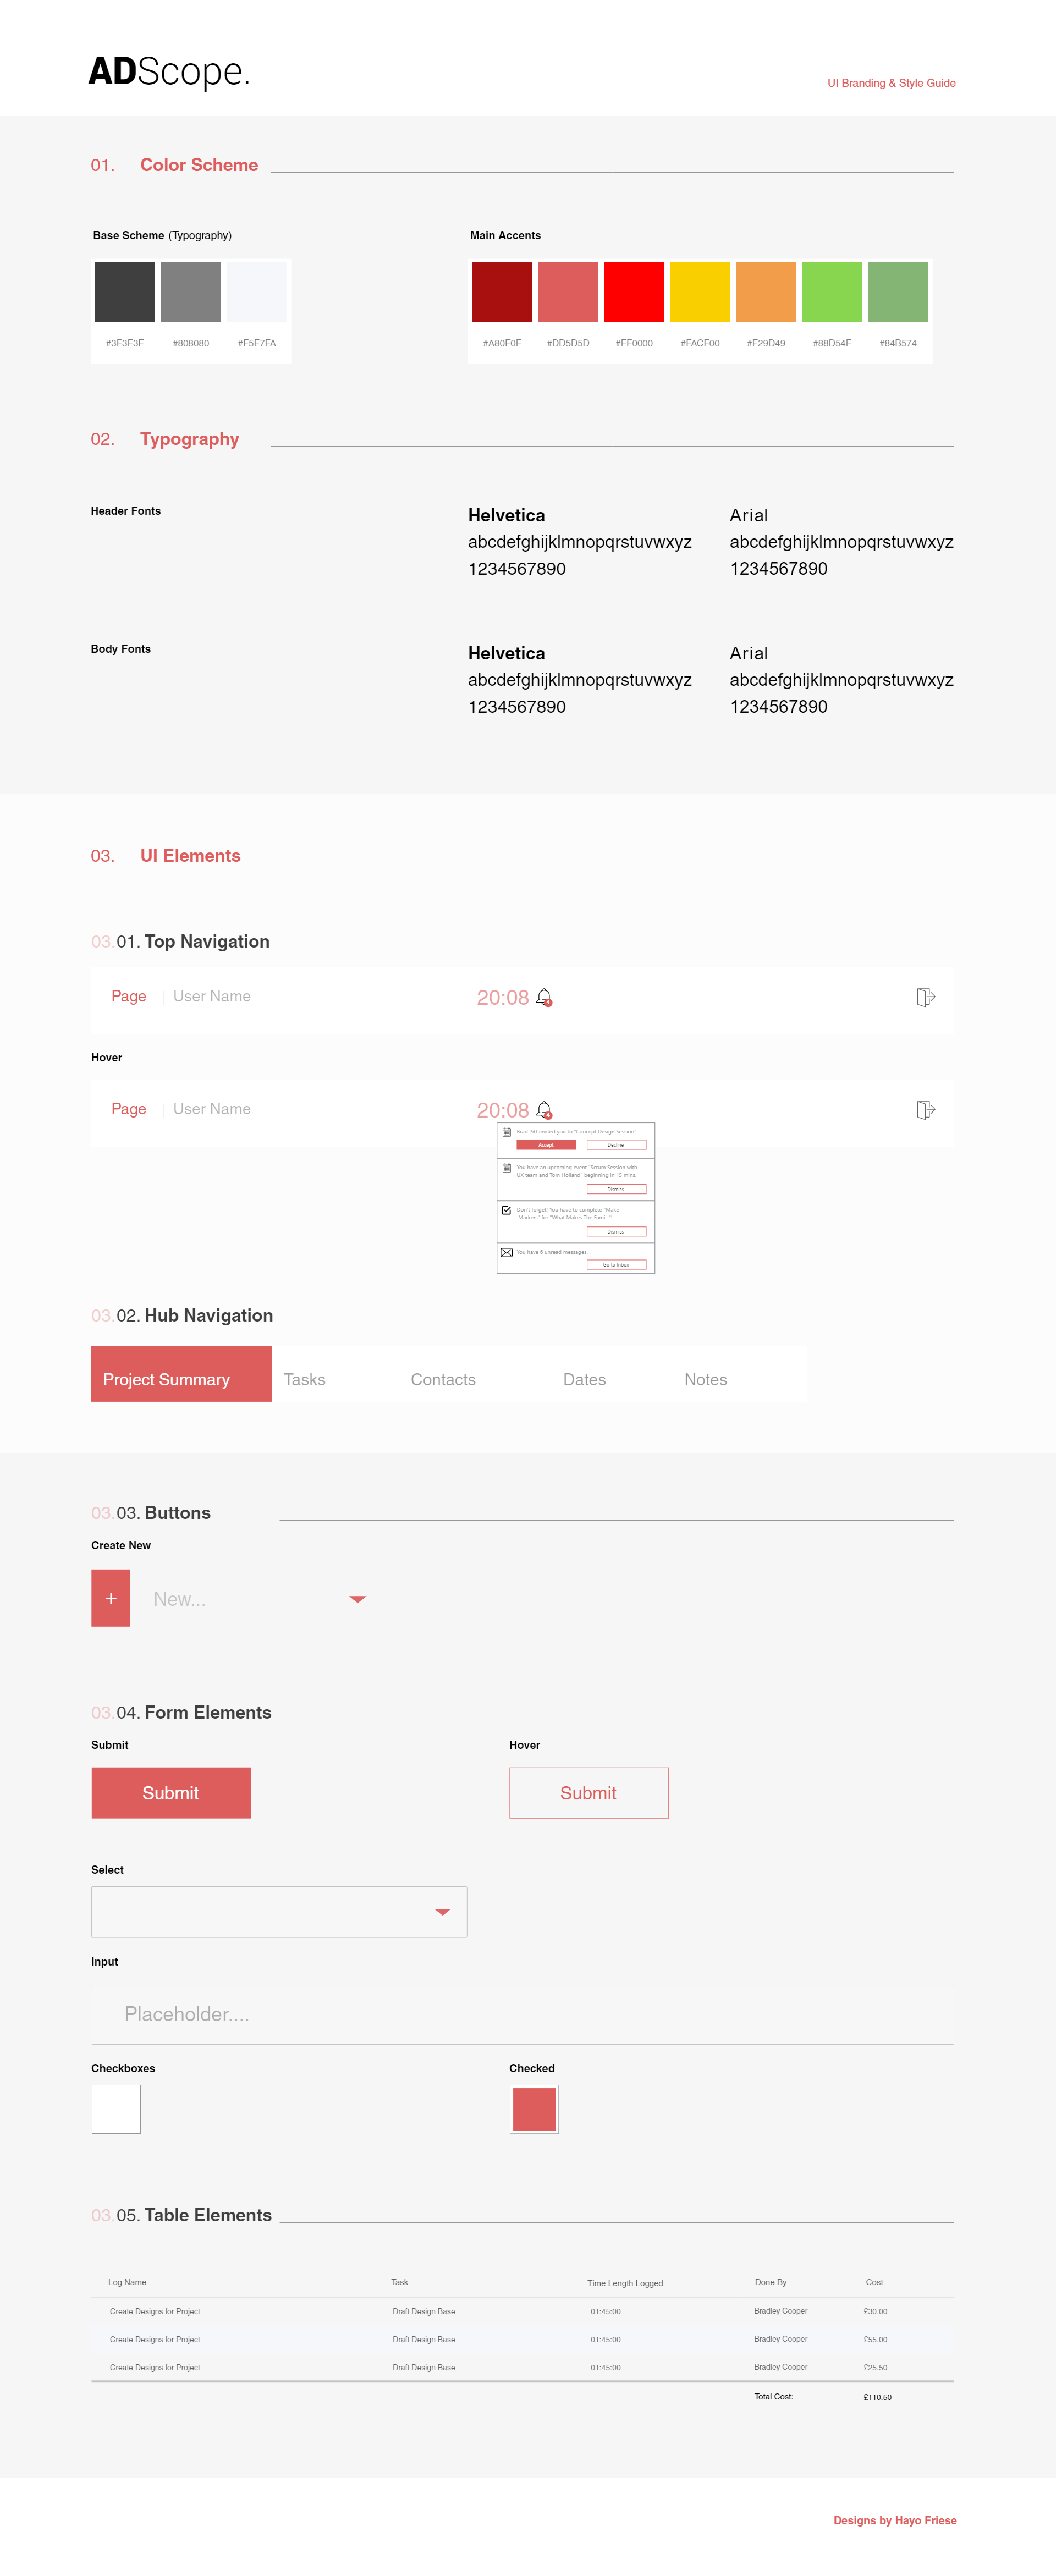 ADScope.
UI Branding & Style Guide
01. Color Scheme
Base Scheme (Typography)
Main Accents
#3F3F3F #808080 #F5F7FA
#A80F0F #DD5D5D #FF0000 #FACF00 #F29D49 #88D54F #84B574
02. Typography
Header Fonts
Helvetica
abcdefghijklmnopqrstuvwxyz
1234567890
Arial
abcdefghijklmnopqrstuvwxyz
1234567890
Body Fonts
Helvetica
abcdefghijklmnopqrstuvwxyz
1234567890
Arial
abcdefghijklmnopqrstuvwxyz
1234567890
03. UI Elements
03.01. Top Navigation
Page | User Name 20:08 4
Hover
Page | User Name 20:08 4
Brad Pitt invited you to "Concept Design Session"
Accept Decline
You have an upcoming event "Scrum Session with
UX team and Tom Holland" beginning in 15 mins.
Dismiss
Don't forget! You have to complete "Make
Markers" for "What Makes The Fami..."!
Dismiss
You have 6 unread messages.
Go to Inbox
03.02. Hub Navigation
Project Summary Tasks Contacts Dates Notes
03.03. Buttons
Create New
+ New...
03.04. Form Elements
Submit Hover
Submit Submit
Select
Input
Placeholder....
Checkboxes Checked
03.05. Table Elements
Log Name Task Time Length Logged Done By Cost
Create Designs for Project Draft Design Base 01:45:00 Bradley Cooper £30.00
Create Designs for Project Draft Design Base 01:45:00 Bradley Cooper £55.00
Create Designs for Project Draft Design Base 01:45:00 Bradley Cooper £25.50
Total Cost: £110.50
Designs by Hayo Friese